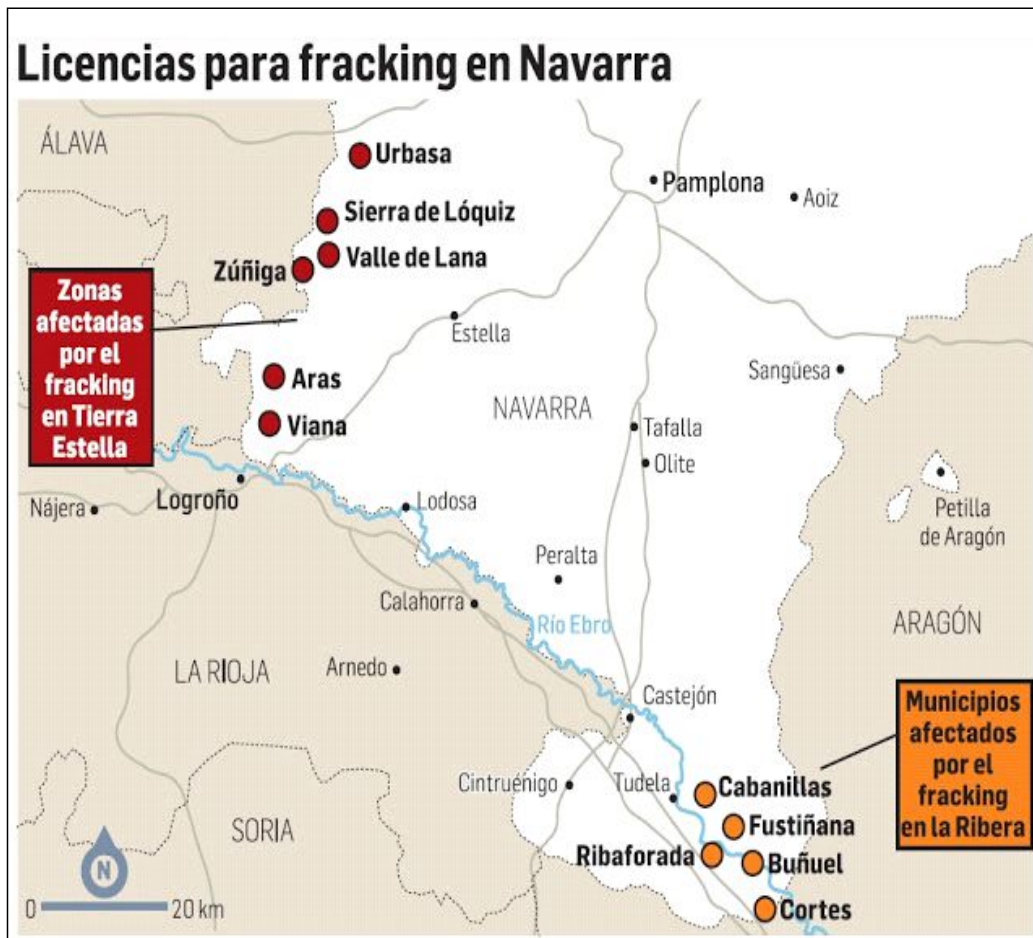 Licencias para fracking en Navarra
ÁLAVA
Urbasa
Pamplona
Aoiz
Sierra de Lóquiz
Valle de Lana
Zúñiga
Zonas
afectadas
por el
fracking
en Tierra
Estella
Estella
Sangüesa
Aras
NAVARRA
Viana
Tafalla
Olite
Logroño
Nájera
Lodosa
Petilla
de Aragón
Peralta
Calahorra
Río Ebro
ARAGÓN
LA RIOJA
Arnedo
Castejón
Municipios
afectados
por el
fracking
en la Ribera
Cintruénigo
Tudela
Cabanillas
Fustiñana
SORIA
Ribaforada
Buñuel
N
0 20 km
Cortes